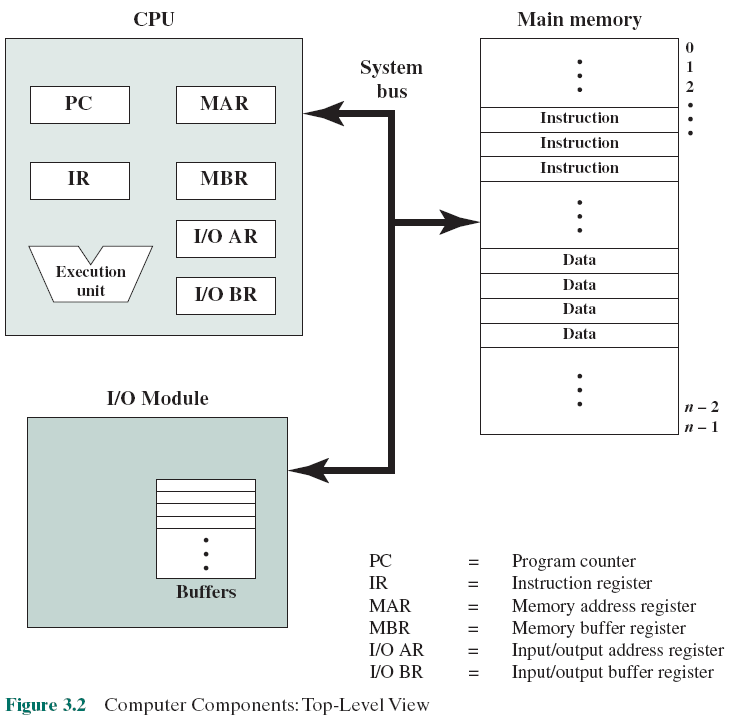 CPU
Main memory
System
bus
PC
MAR
IR
MBR
I/O AR
Execution
unit
I/O BR
0
1
2
Instruction
Instruction
Instruction
Data
Data
Data
Data
n – 2
n – 1
I/O Module
Buffers
PC = Program counter
IR = Instruction register
MAR = Memory address register
MBR = Memory buffer register
I/O AR = Input/output address register
I/O BR = Input/output buffer register
Figure 3.2 Computer Components: Top-Level View